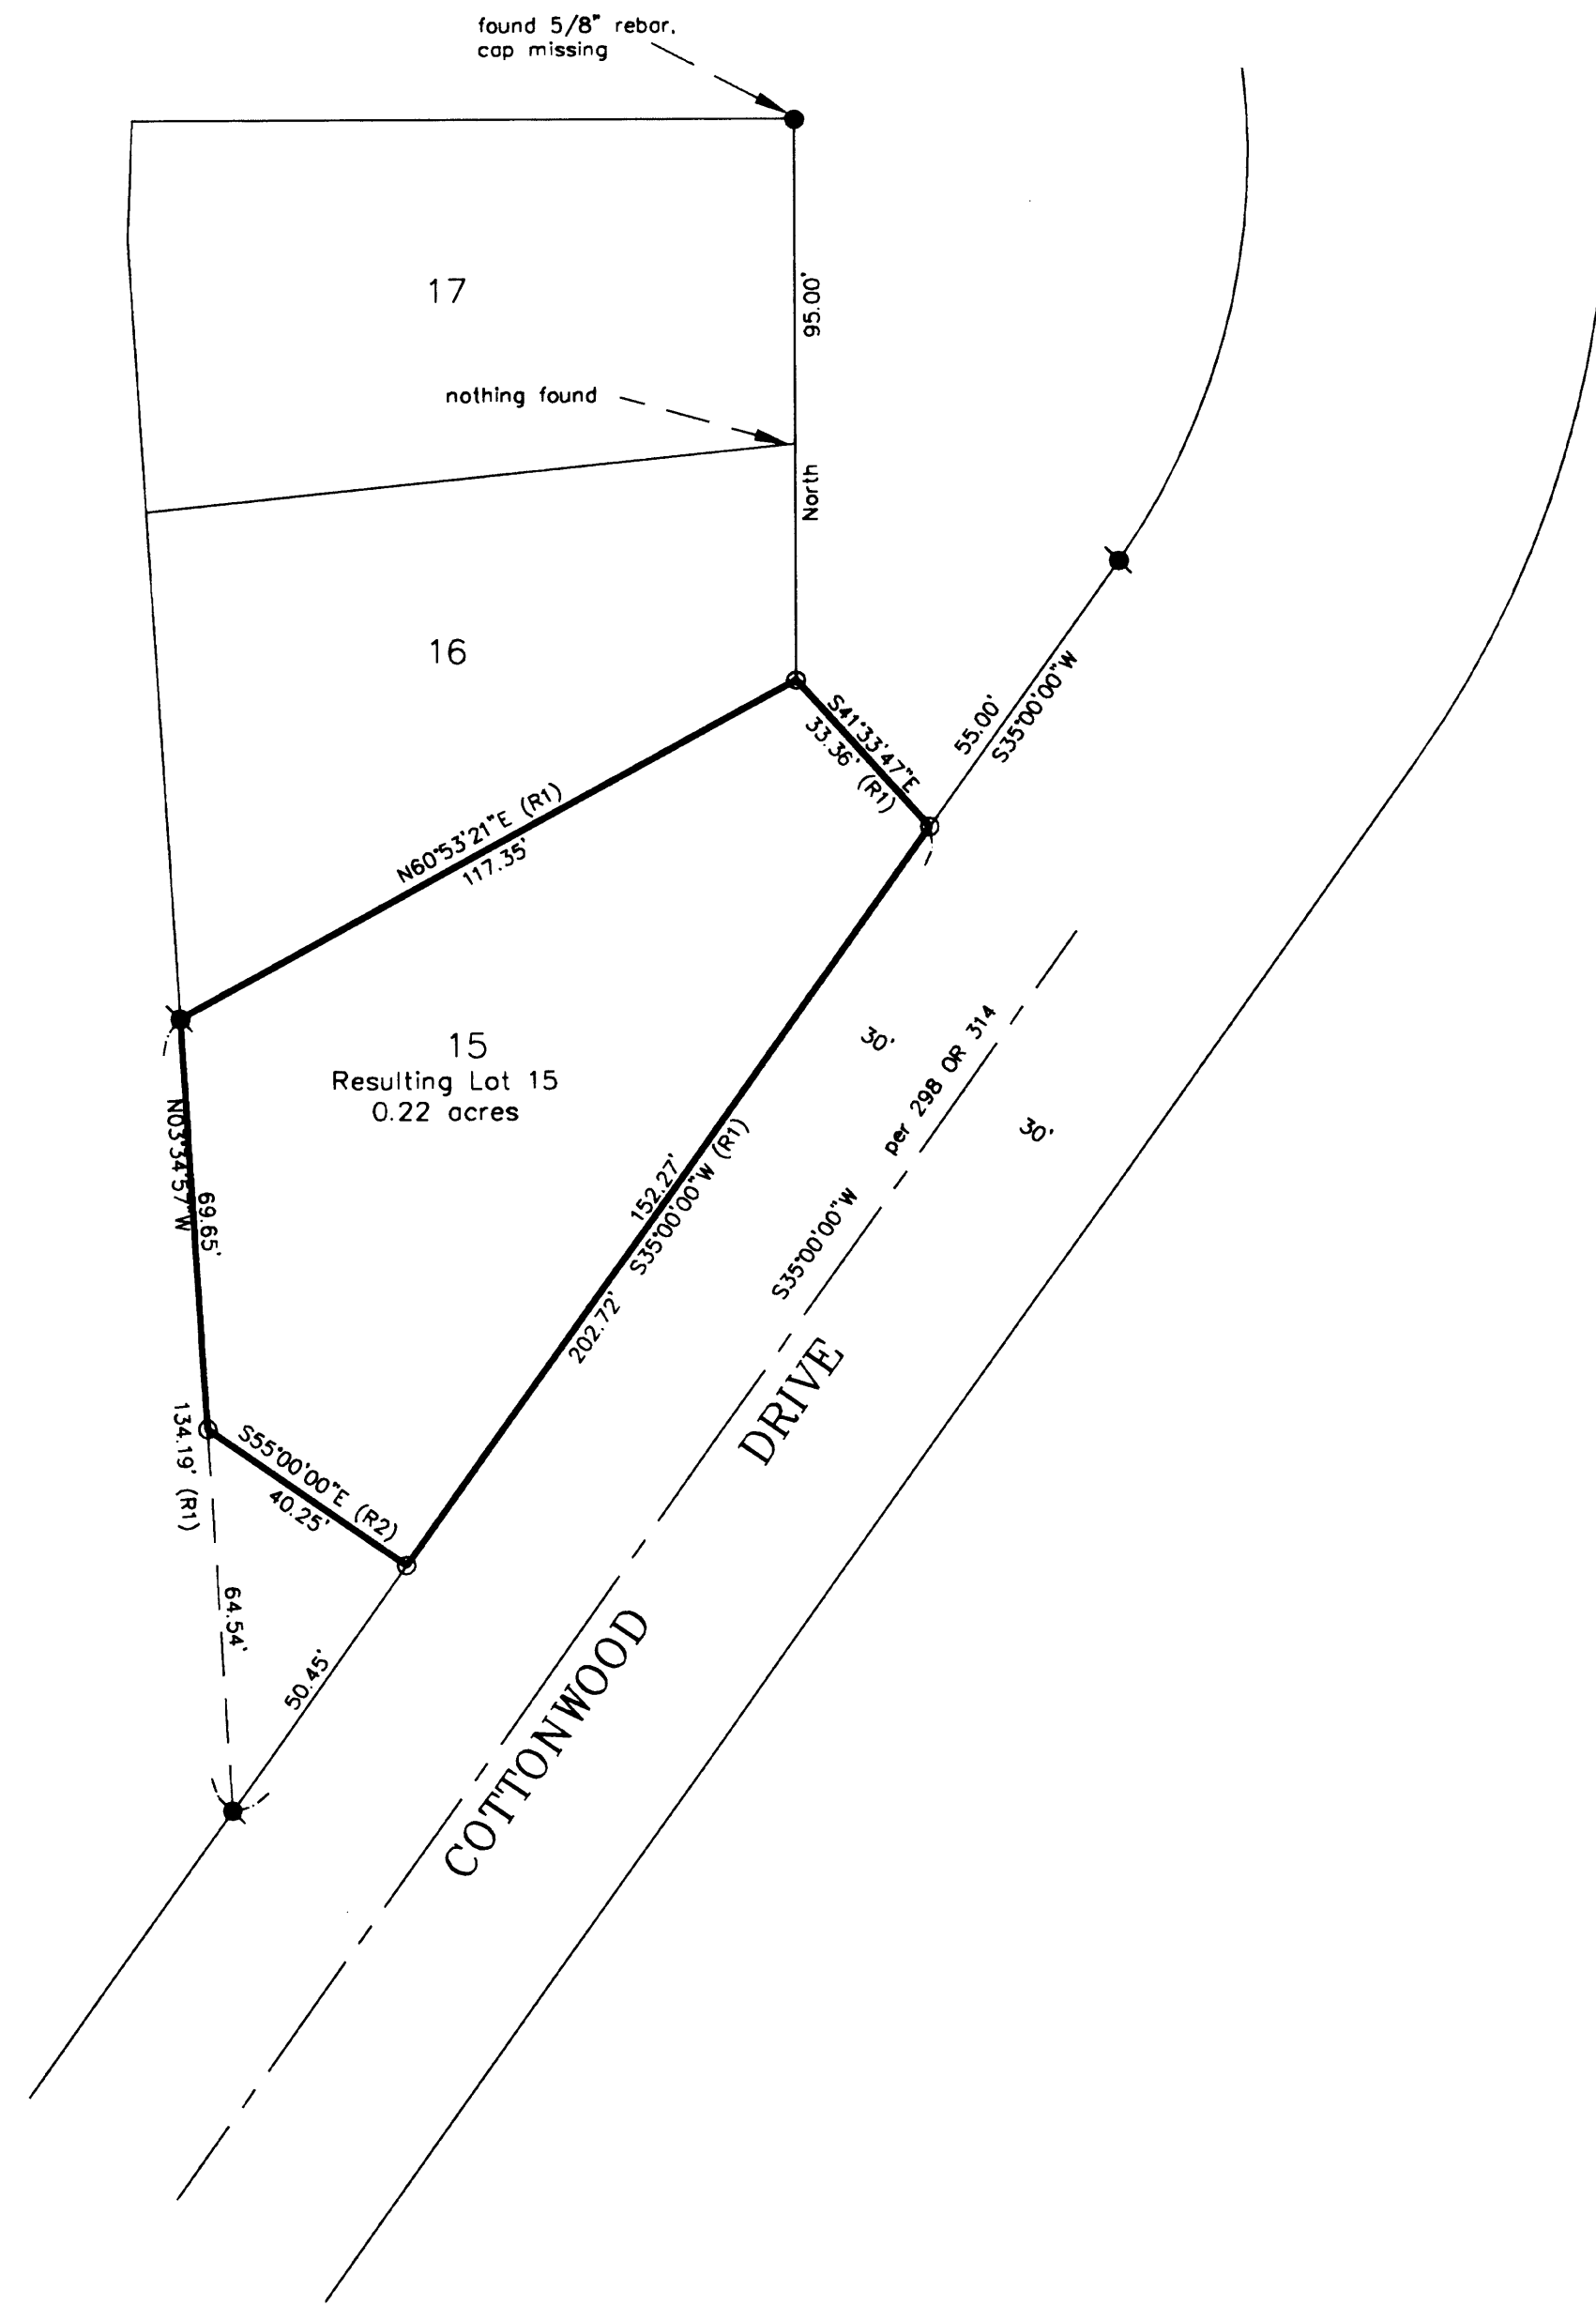 found 5/8" rebar,
cap missing
17
95.00'
nothing found
North
16
S41°33'47"E
33.36' (R1)
55.00'
S35°00'00"W
N60°53'21"E (R1)
117.35'
15
Resulting Lot 15
0.22 acres
30'
per 298 OR 314
30'
N03°34'57"W
69.65'
152.27'
S35°00'00"W (R1)
202.72'
S35°00'00"W
134.19' (R1)
S55°00'00"E (R2)
40.25'
64.54'
50.45'
COTTONWOOD DRIVE